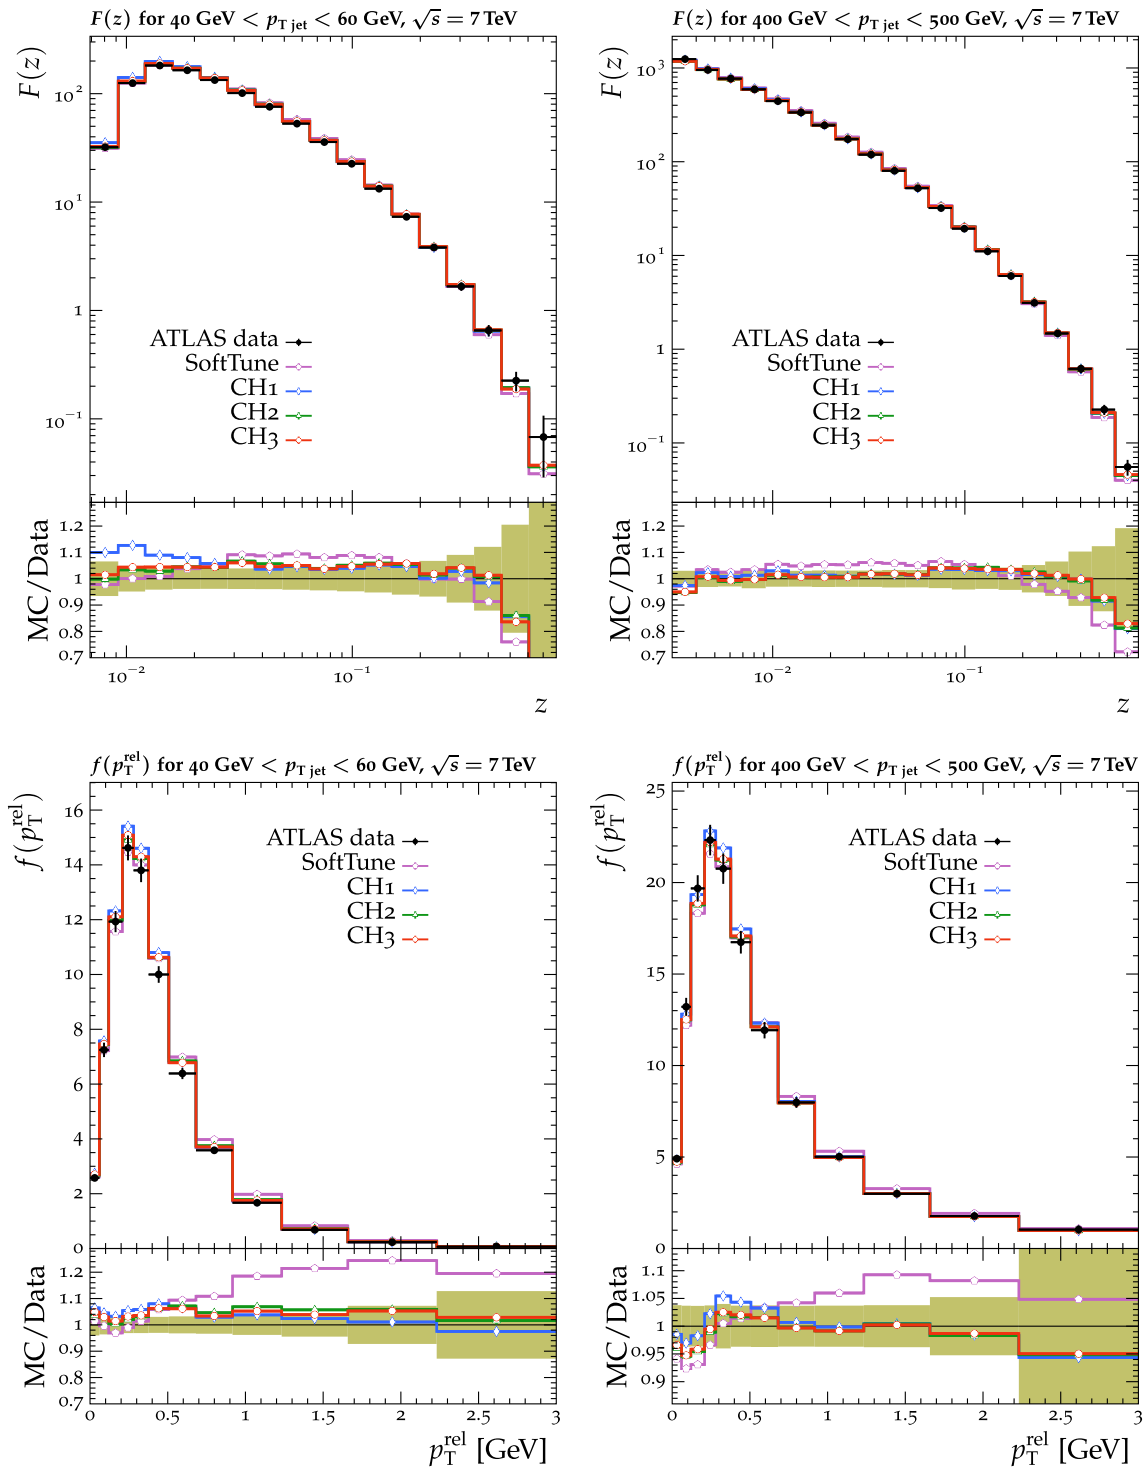 F(z) for 40 GeV < p_T jet < 60 GeV, √s = 7 TeV
F(z)
10²
10¹
1
10⁻¹
ATLAS data
SoftTune
CH1
CH2
CH3
MC/Data
1.2
1.1
1
0.9
0.8
0.7
10⁻²
10⁻¹
z
F(z) for 400 GeV < p_T jet < 500 GeV, √s = 7 TeV
F(z)
10³
10²
10¹
1
10⁻¹
ATLAS data
SoftTune
CH1
CH2
CH3
MC/Data
1.2
1.1
1
0.9
0.8
0.7
10⁻²
10⁻¹
z
f(p_T^rel) for 40 GeV < p_T jet < 60 GeV, √s = 7 TeV
f(p_T^rel)
16
14
12
10
8
6
4
2
0
ATLAS data
SoftTune
CH1
CH2
CH3
MC/Data
1.2
1.1
1
0.9
0.8
0.7
0 0.5 1 1.5 2 2.5 3
p_T^rel [GeV]
f(p_T^rel) for 400 GeV < p_T jet < 500 GeV, √s = 7 TeV
f(p_T^rel)
25
20
15
10
5
0
ATLAS data
SoftTune
CH1
CH2
CH3
MC/Data
1.1
1.05
1
0.95
0.9
0 0.5 1 1.5 2 2.5 3
p_T^rel [GeV]